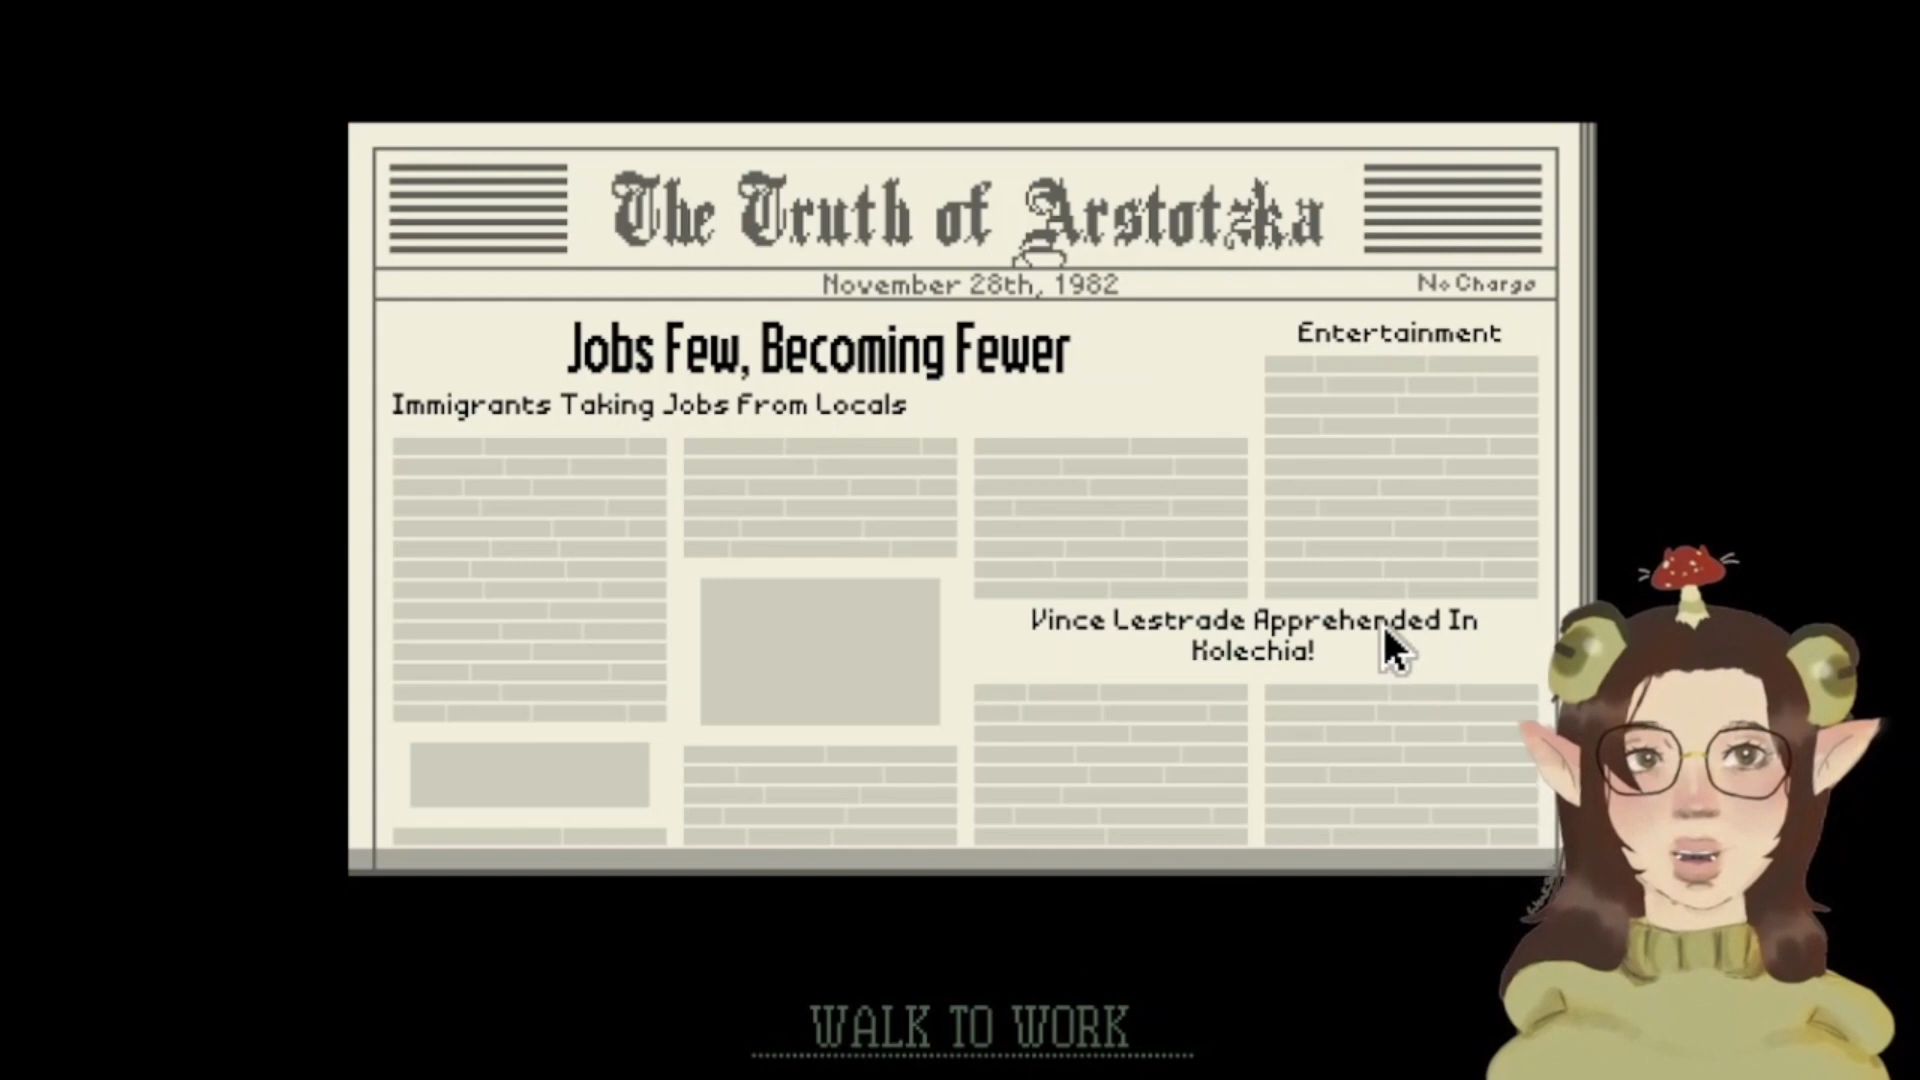 The Truth of Arstotzka
November 28th, 1982
No Charge
Jobs Few, Becoming Fewer
Immigrants Taking Jobs From Locals
Entertainment
Vince Lestrade Apprehended In
Kolechia!
WALK TO WORK